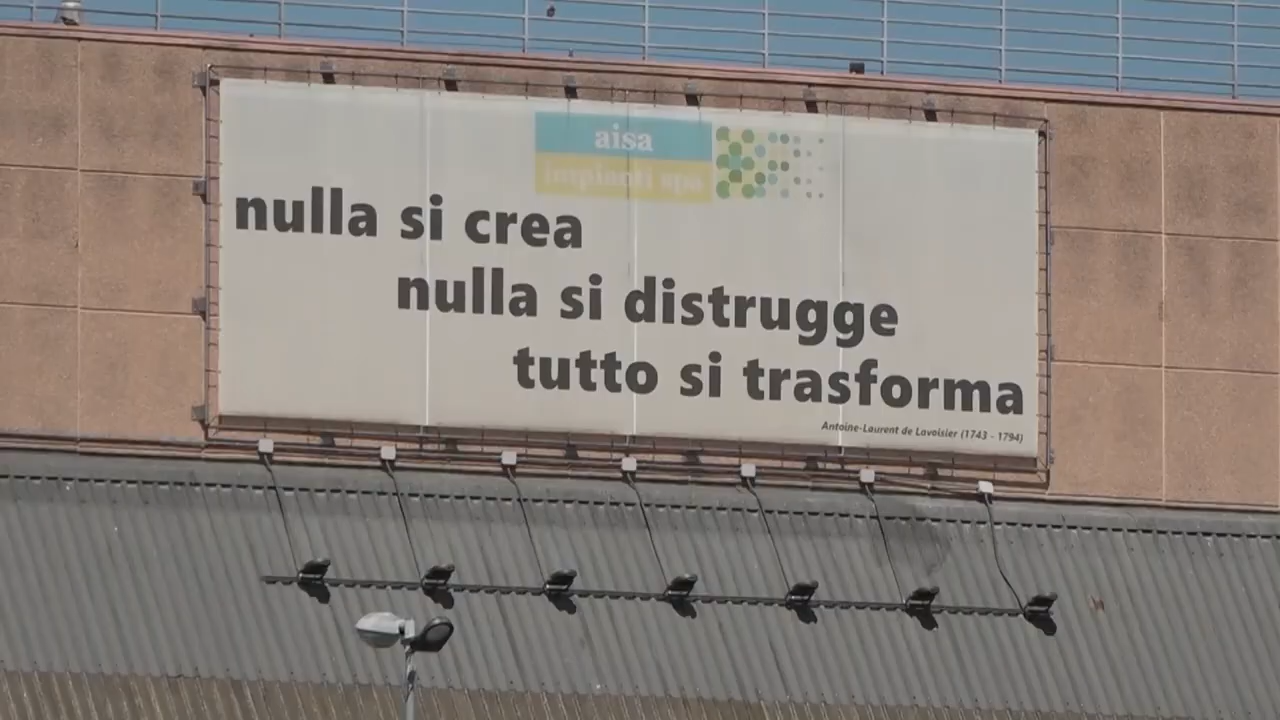 aisa
impianti spa
nulla si crea
nulla si distrugge
tutto si trasforma
Antoine-Laurent de Lavoisier (1743 - 1794)